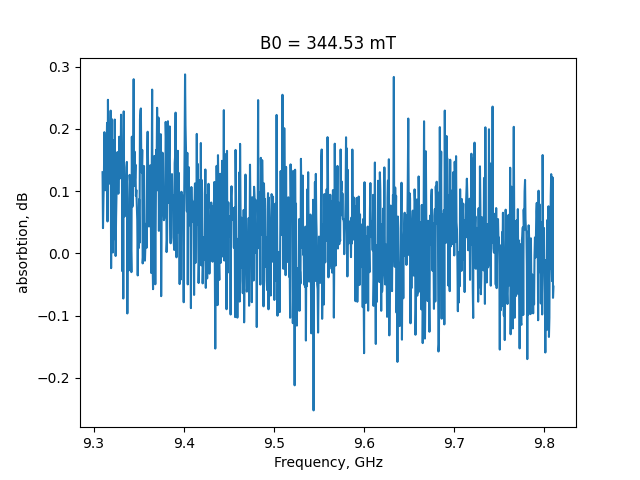 B0 = 344.53 mT
absorbtion, dB
0.3
0.2
0.1
0.0
−0.1
−0.2
9.3 9.4 9.5 9.6 9.7 9.8
Frequency, GHz